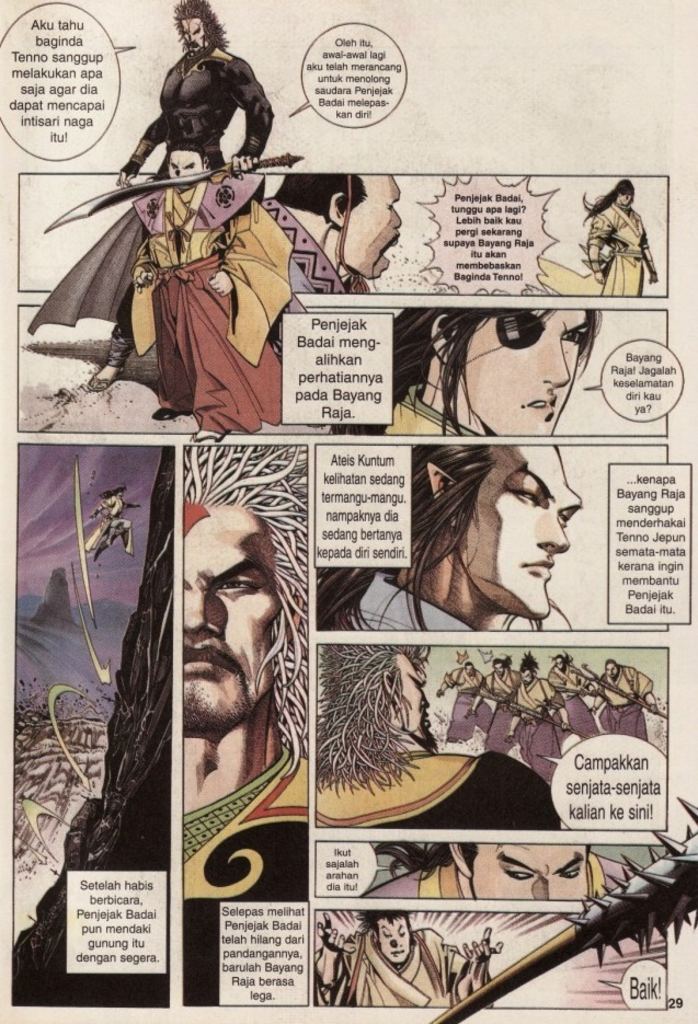 Aku tahu
baginda
Tenno sanggup
melakukan apa
saja agar dia
dapat mencapai
intisari naga
itu!
Oleh itu,
awal-awal lagi
aku telah merancang
untuk menolong
saudara Penjejak
Badai melepas-
kan diri!
Penjejak Badai,
tunggu apa lagi?
Lebih baik kau
pergi sekarang
supaya Bayang Raja
itu akan
membebaskan
Baginda Tenno!
Penjejak
Badai meng-
alihkan
perhatiannya
pada Bayang
Raja.
Bayang
Raja! Jagalah
keselamatan
diri kau
ya?
Setelah habis
berbicara,
Penjejak Badai
pun mendaki
gunung itu
dengan segera.
Selepas melihat
Penjejak Badai
telah hilang dari
pandangannya,
barulah Bayang
Raja berasa
lega.
Ateis Kuntum
kelihatan sedang
termangu-mangu.
nampaknya dia
sedang bertanya
kepada diri sendiri.
...kenapa
Bayang Raja
sanggup
menderhakai
Tenno Jepun
semata-mata
kerana ingin
membantu
Penjejak
Badai itu.
Campakkan
senjata-senjata
kalian ke sini!
Ikut
sajalah
arahan
dia itu!
Baik!
29